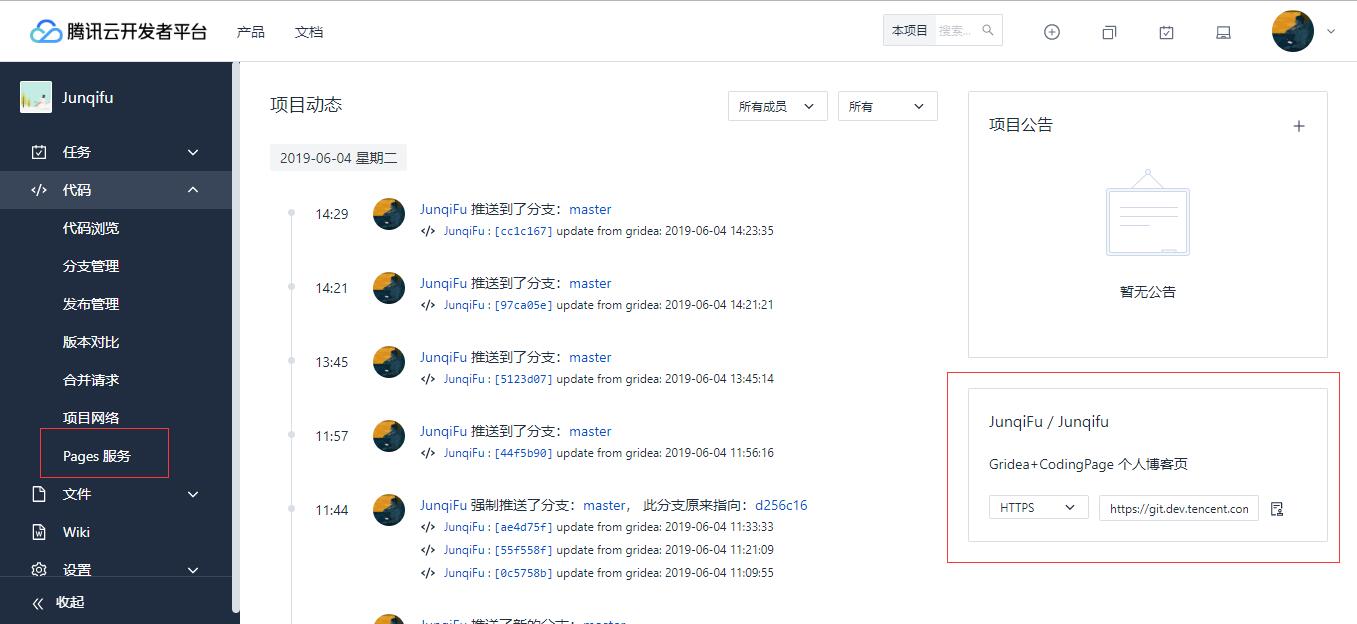 腾讯云开发者平台 产品 文档 本项目 搜索...
Junqifu
任务
代码
代码浏览
分支管理
发布管理
版本对比
合并请求
项目网络
Pages 服务
文件
Wiki
设置
收起
项目动态 所有成员 所有
2019-06-04 星期二
14:29 JunqiFu 推送到了分支：master
JunqiFu : [cc1c167] update from gridea: 2019-06-04 14:23:35
14:21 JunqiFu 推送到了分支：master
JunqiFu : [97ca05e] update from gridea: 2019-06-04 14:21:21
13:45 JunqiFu 推送到了分支：master
JunqiFu : [5123d07] update from gridea: 2019-06-04 13:45:14
11:57 JunqiFu 推送到了分支：master
JunqiFu : [44f5b90] update from gridea: 2019-06-04 11:56:16
11:44 JunqiFu 强制推送了分支：master， 此分支原来指向：d256c16
JunqiFu : [ae4d75f] update from gridea: 2019-06-04 11:33:33
JunqiFu : [55f558f] update from gridea: 2019-06-04 11:21:09
JunqiFu : [0c5758b] update from gridea: 2019-06-04 11:09:55
JunqiFu 推送了新的分支：master
项目公告
暂无公告
JunqiFu / Junqifu
Gridea+CodingPage 个人博客页
HTTPS https://git.dev.tencent.con